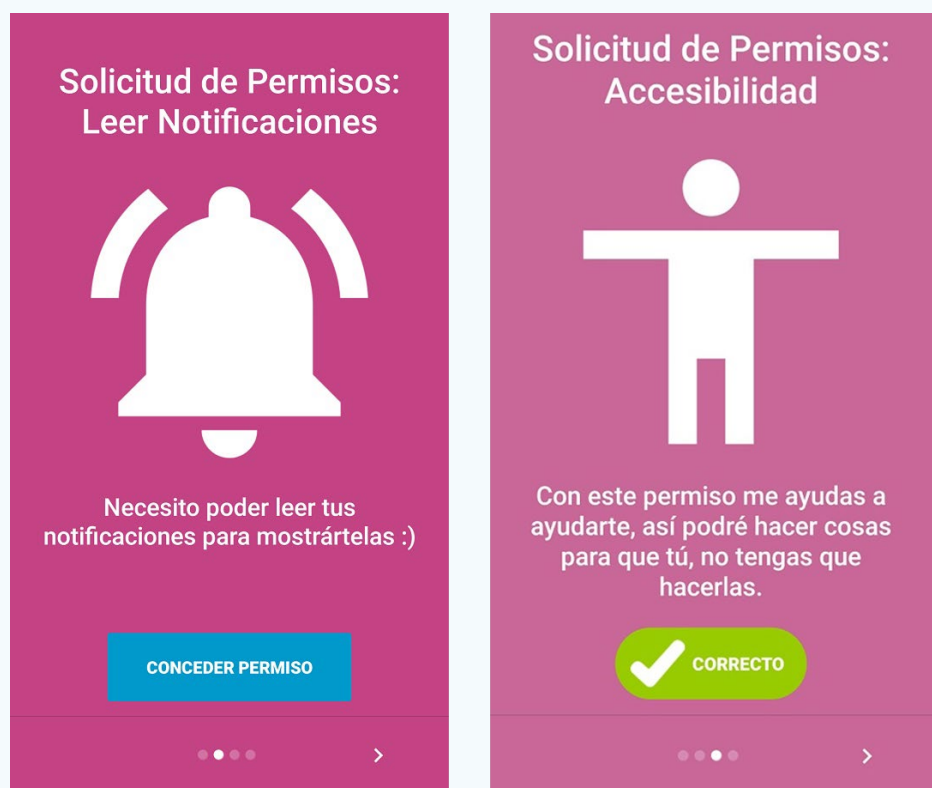 Solicitud de Permisos:
Leer Notificaciones
Necesito poder leer tus
notificaciones para mostrártelas :)
CONCEDER PERMISO
Solicitud de Permisos:
Accesibilidad
Con este permiso me ayudas a
ayudarte, así podré hacer cosas
para que tú, no tengas que
hacerlas.
CORRECTO